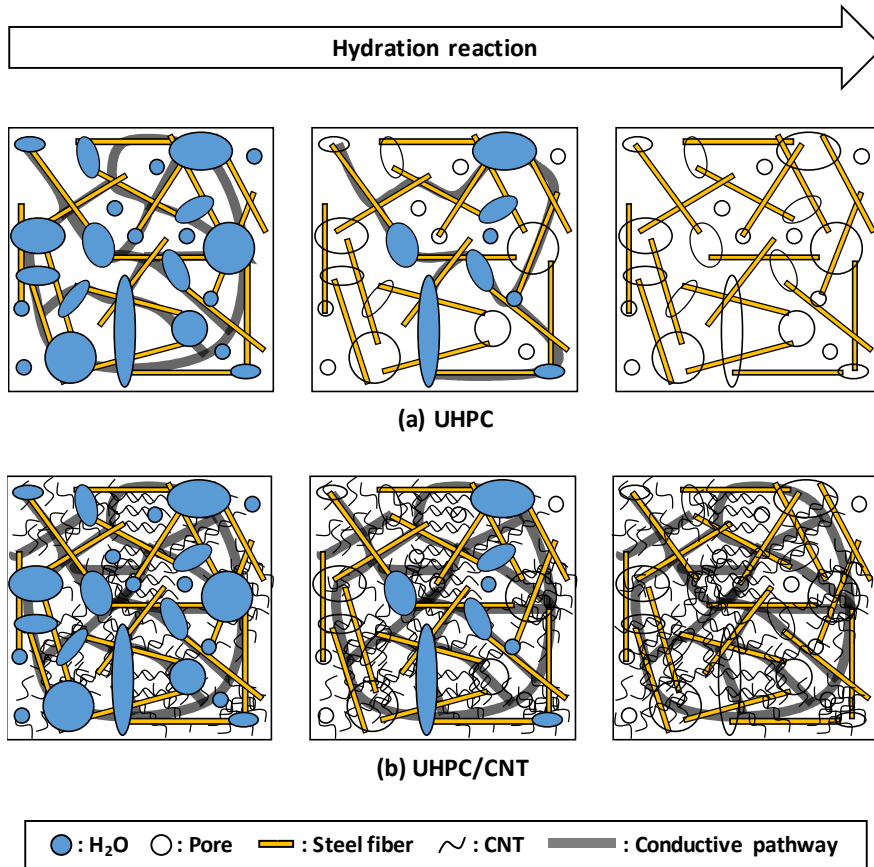 Hydration reaction
(a) UHPC
(b) UHPC/CNT
: H₂O : Pore : Steel fiber : CNT : Conductive pathway